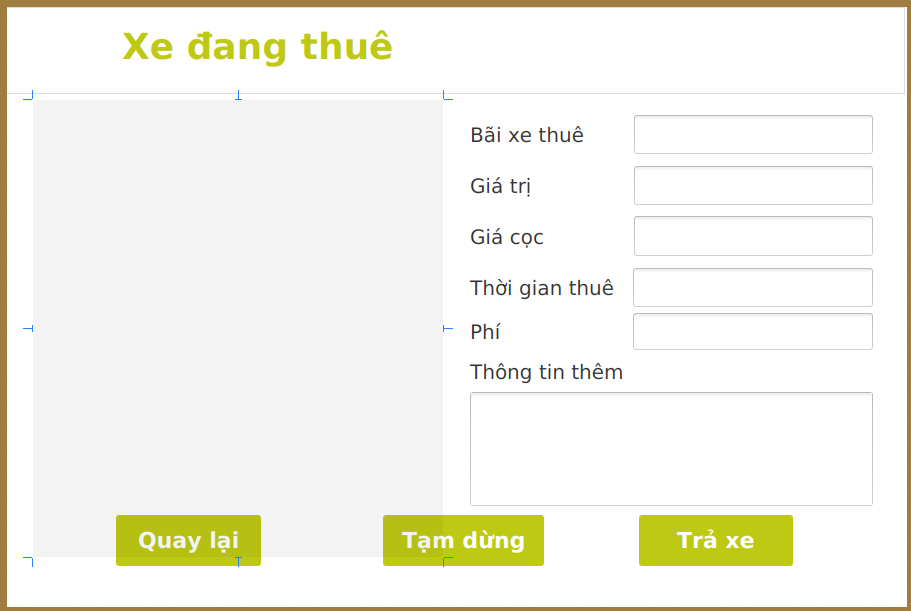 Xe đang thuê
Bãi xe thuê
Giá trị
Giá cọc
Thời gian thuê
Phí
Thông tin thêm
Quay lại
Tạm dừng
Trả xe